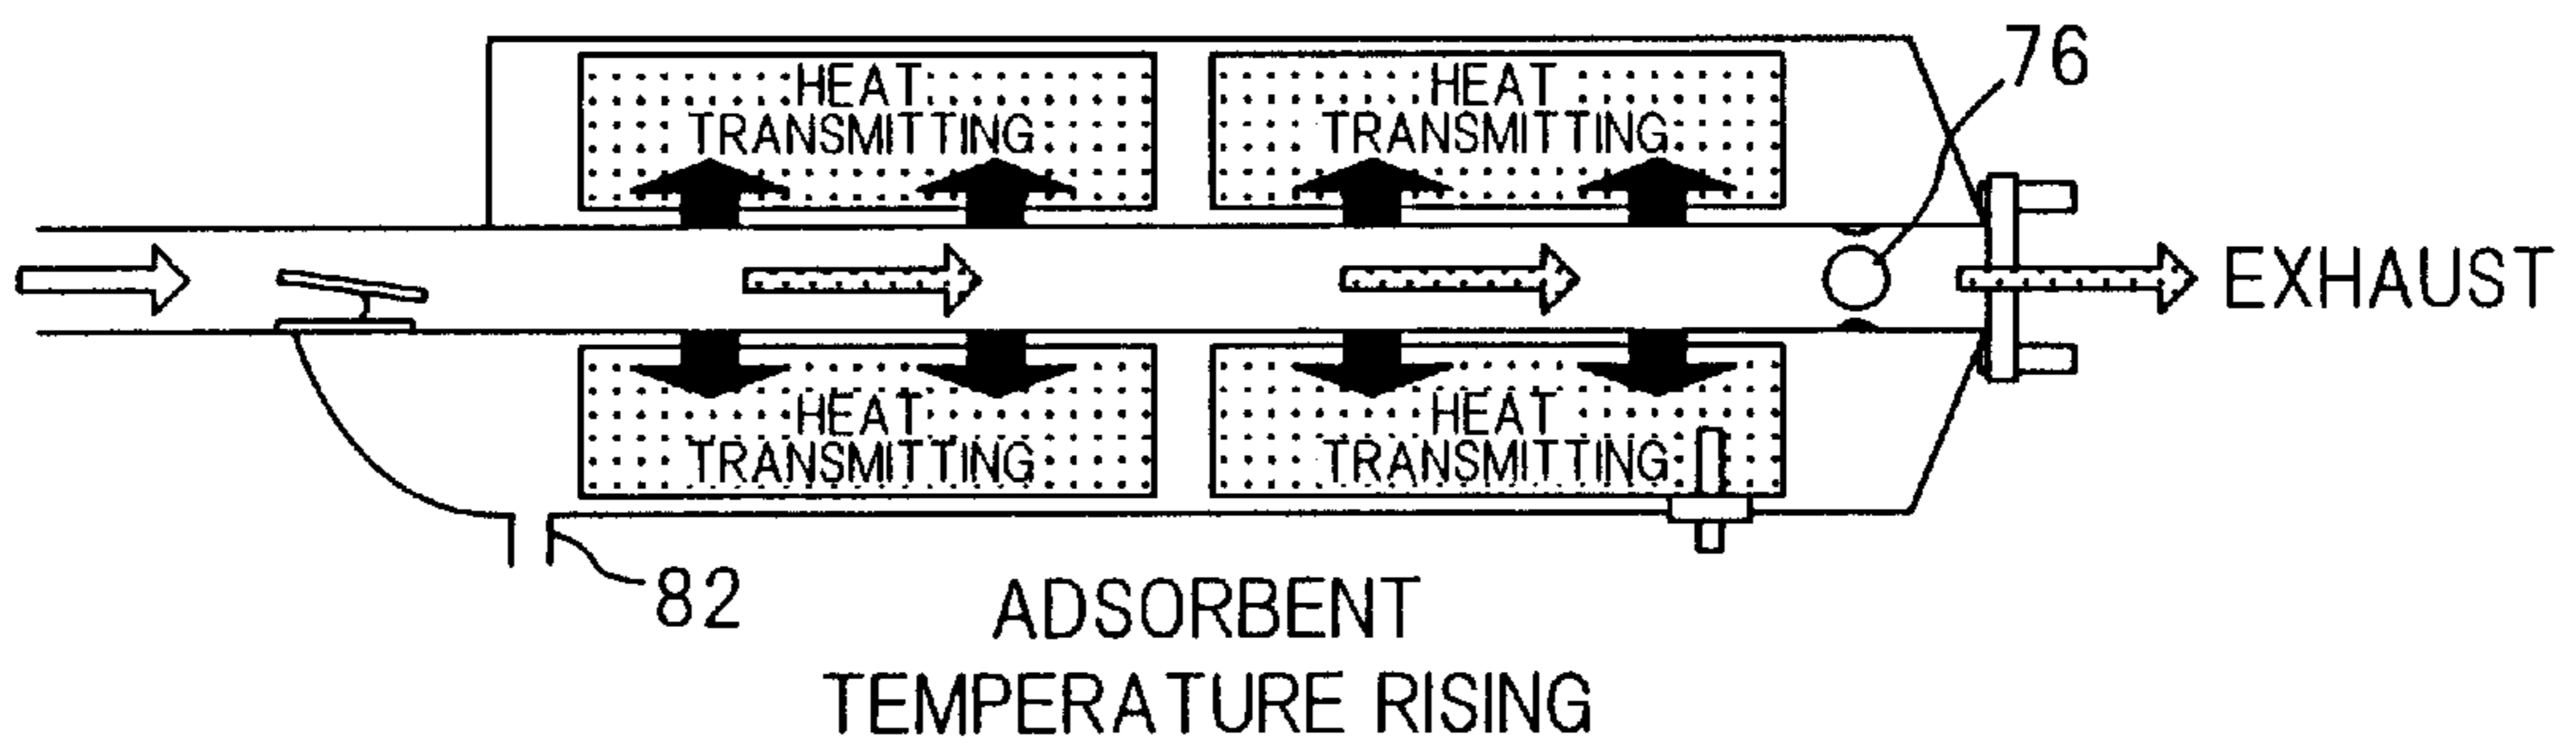 76
HEAT
TRANSMITTING
HEAT
TRANSMITTING
EXHAUST
HEAT
TRANSMITTING
HEAT
TRANSMITTING
82
ADSORBENT
TEMPERATURE RISING